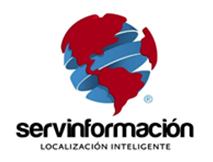 ®
servinformación
LOCALIZACIÓN INTELIGENTE